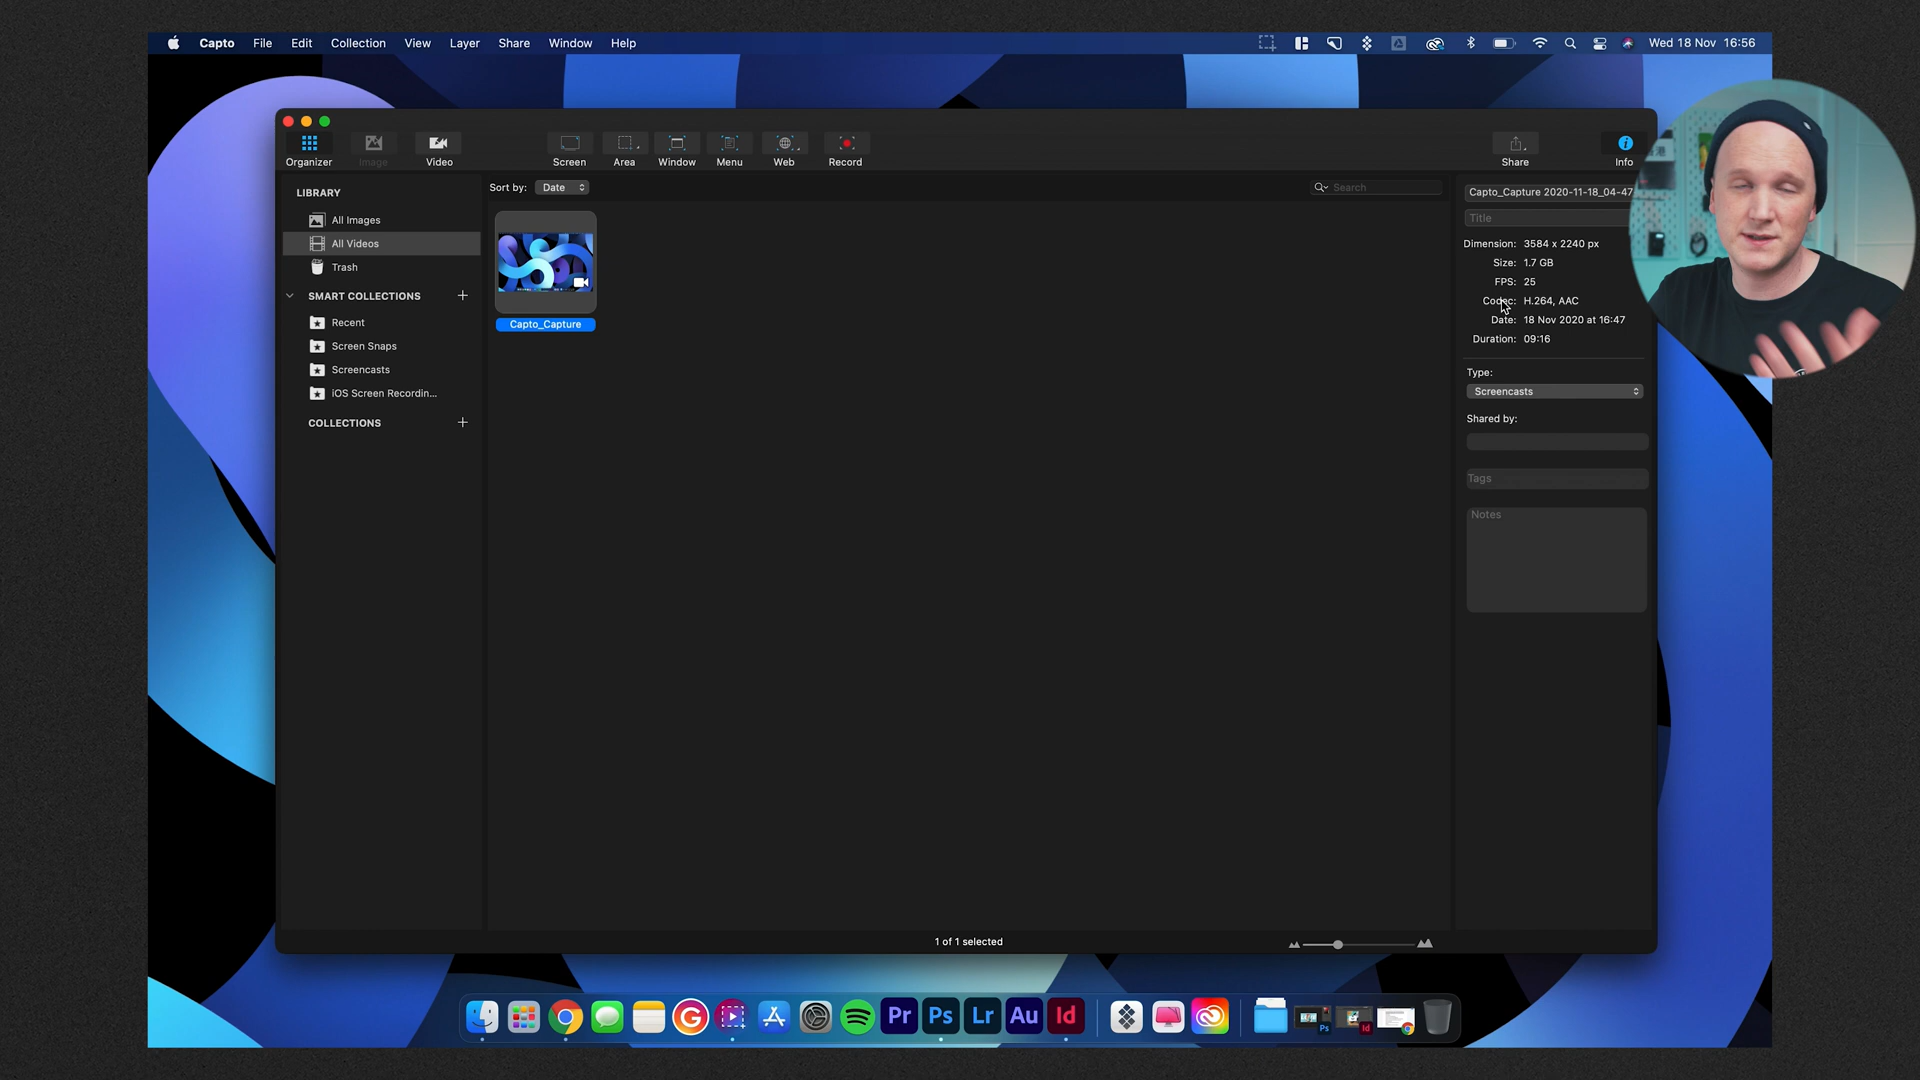 Capto File Edit Collection View Layer Share Window Help Wed 18 Nov 16:56
Organizer Image Video Screen Area Window Menu Web Record Share Info
LIBRARY
All Images
All Videos
Trash
SMART COLLECTIONS
Recent
Screen Snaps
Screencasts
iOS Screen Recordin...
COLLECTIONS
Sort by: Date
Search
Capto_Capture
1 of 1 selected
Capto_Capture 2020-11-18_04-47
Title
Dimension: 3584 x 2240 px
Size: 1.7 GB
FPS: 25
Codec: H.264, AAC
Date: 18 Nov 2020 at 16:47
Duration: 09:16
Type:
Screencasts
Shared by:
Tags
Notes
Pr Ps Lr Au Id Ps Id